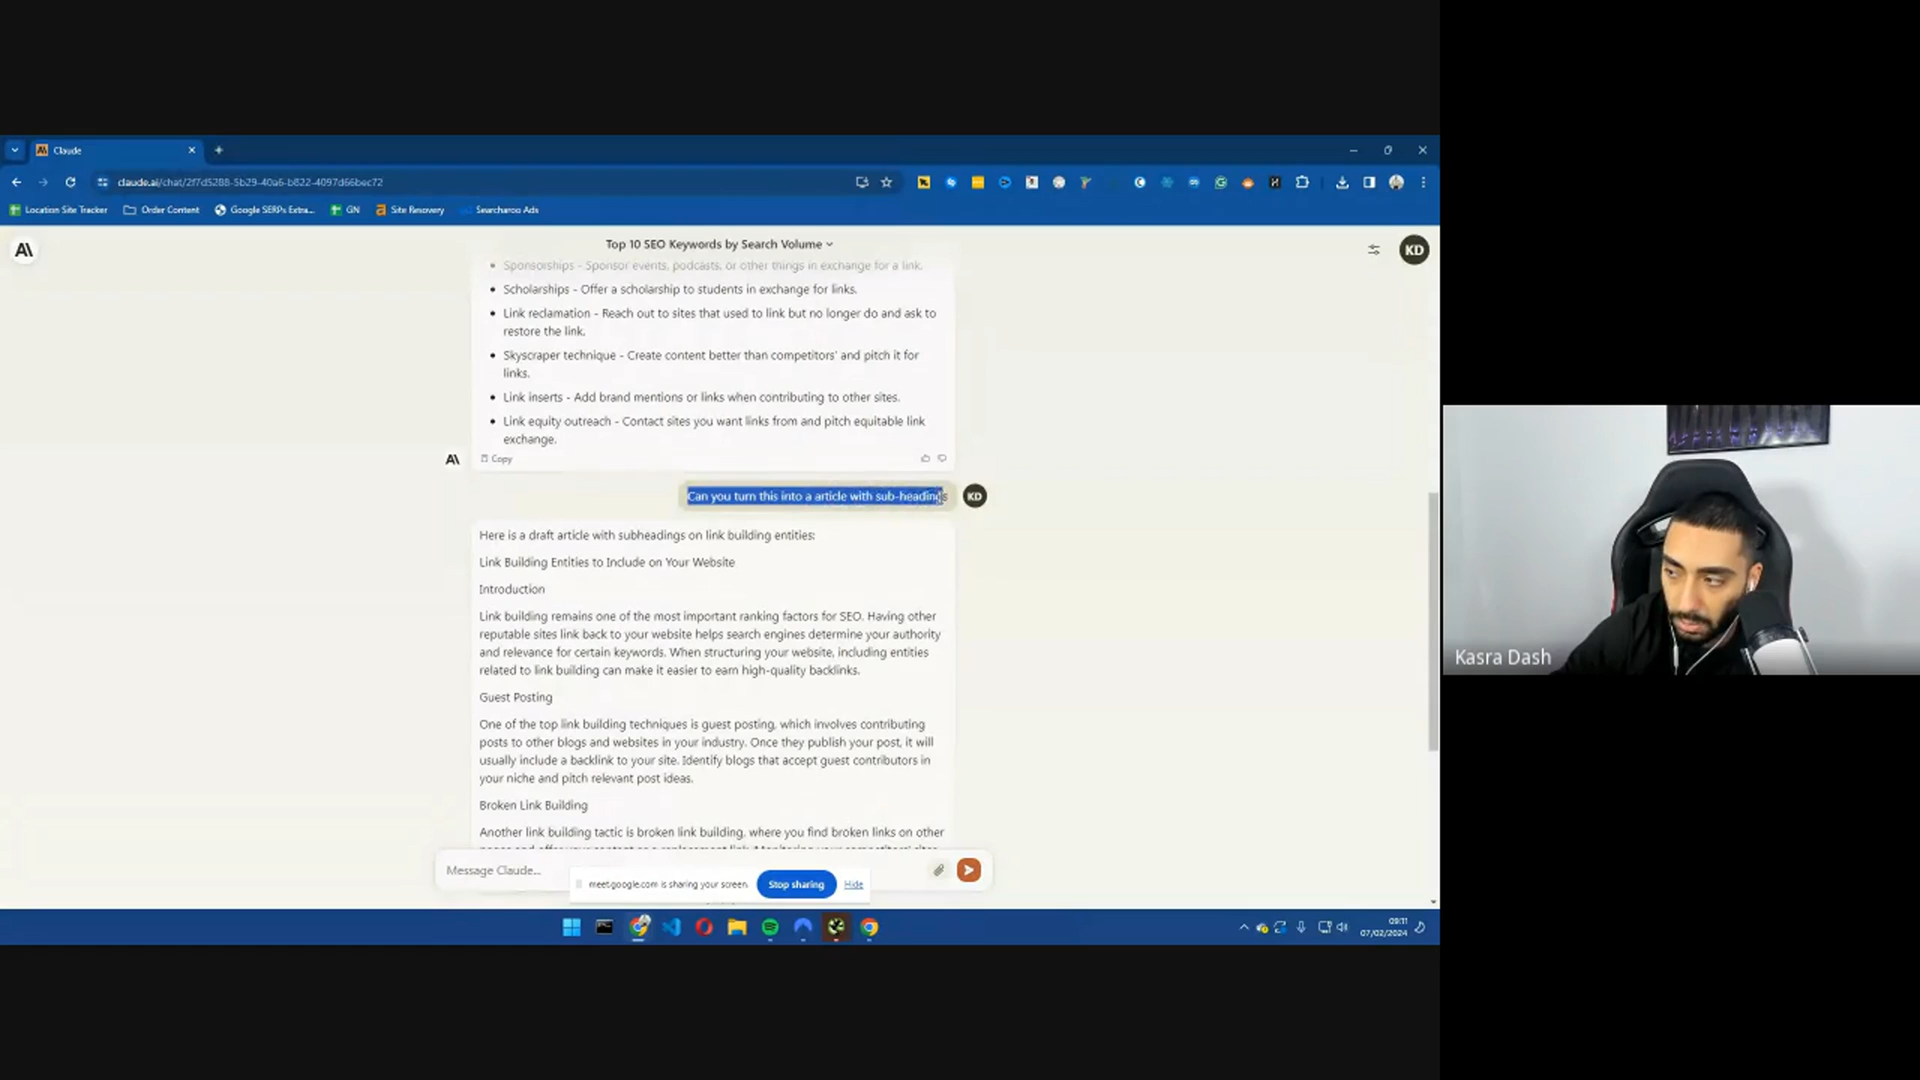 Claude
claude.ai/chat/2f7d5288-5b29-40a6-b822-4097d66bec72
Location Site Tracker
Order Content
Google SERPs Extra...
GN
Site Recovery
Searcharoo Ads
A\
Top 10 SEO Keywords by Search Volume
KD
• Sponsorships - Sponsor events, podcasts, or other things in exchange for a link.
• Scholarships - Offer a scholarship to students in exchange for links.
• Link reclamation - Reach out to sites that used to link but no longer do and ask to
restore the link.
• Skyscraper technique - Create content better than competitors' and pitch it for
links.
• Link inserts - Add brand mentions or links when contributing to other sites.
• Link equity outreach - Contact sites you want links from and pitch equitable link
exchange.
A\
Copy
Can you turn this into a article with sub-headings
KD
Here is a draft article with subheadings on link building entities:
Link Building Entities to Include on Your Website
Introduction
Link building remains one of the most important ranking factors for SEO. Having other
reputable sites link back to your website helps search engines determine your authority
and relevance for certain keywords. When structuring your website, including entities
related to link building can make it easier to earn high-quality backlinks.
Guest Posting
One of the top link building techniques is guest posting, which involves contributing
posts to other blogs and websites in your industry. Once they publish your post, it will
usually include a backlink to your site. Identify blogs that accept guest contributors in
your niche and pitch relevant post ideas.
Broken Link Building
Another link building tactic is broken link building, where you find broken links on other
Message Claude...
meet.google.com is sharing your screen.
Stop sharing
Hide
09:11
07/02/2024
Kasra Dash